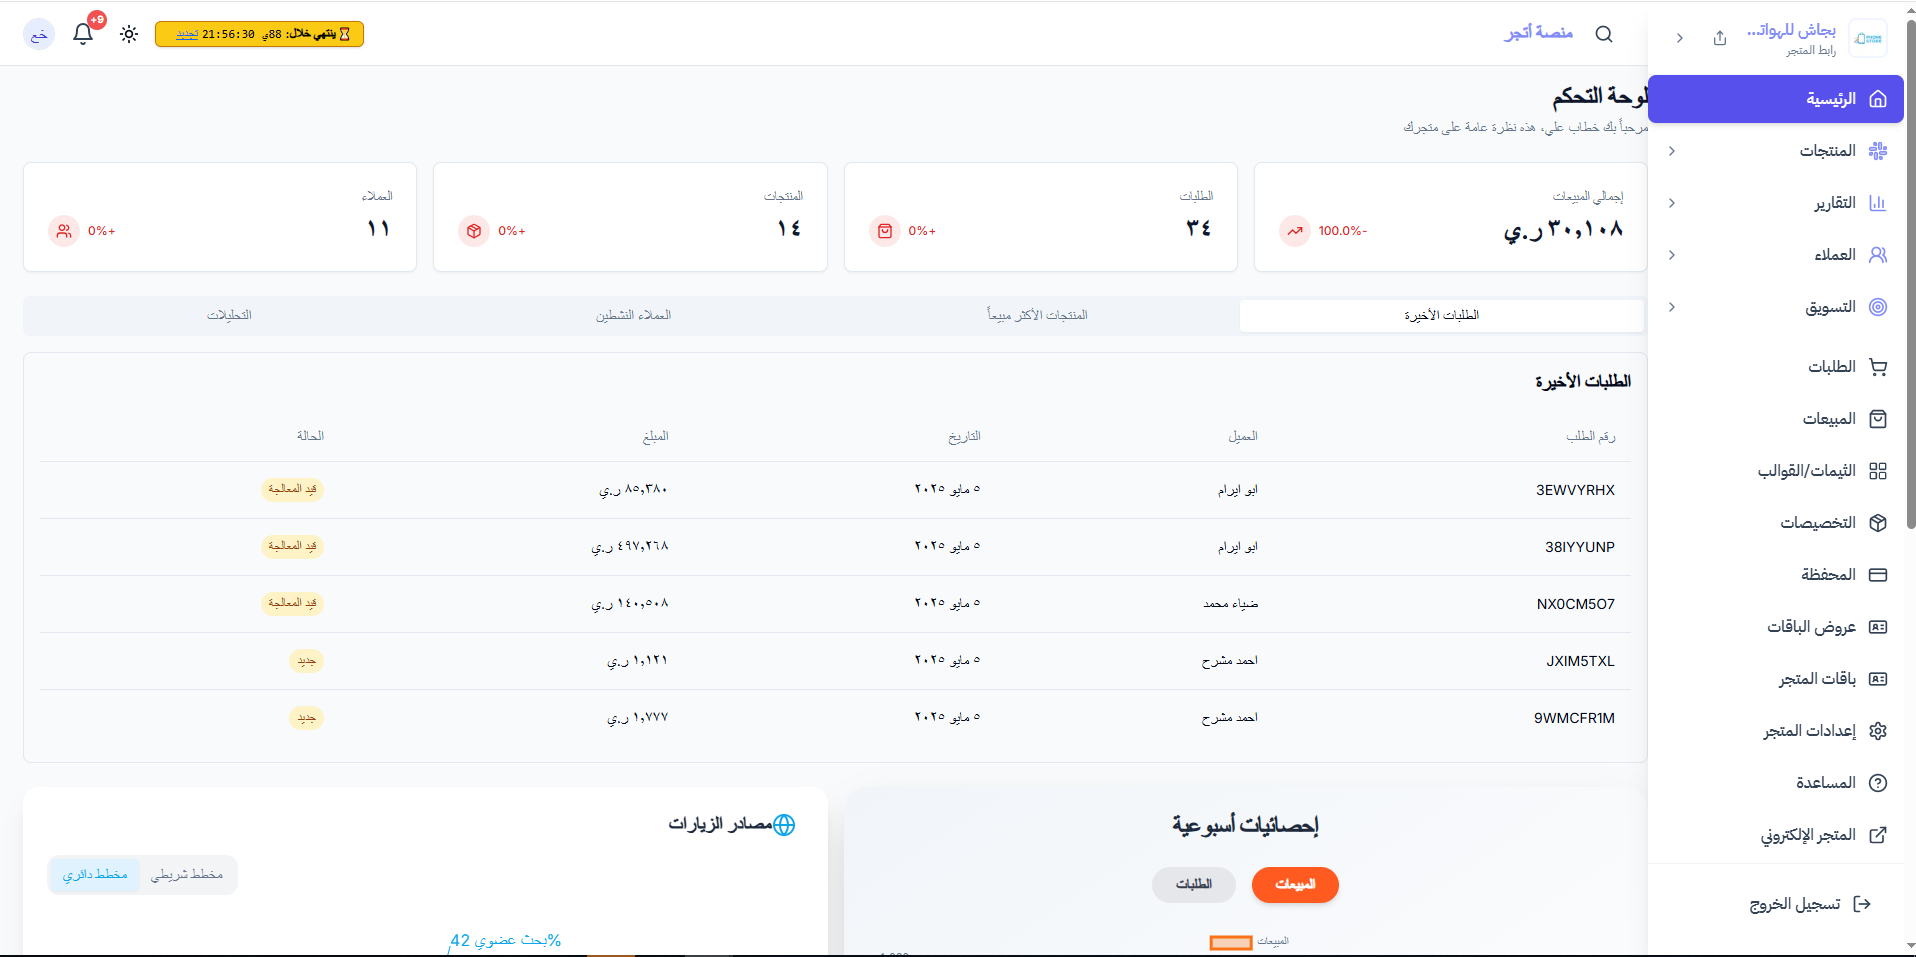 بجاش للهواتـ...
رابط المتجر
منصة أتجر
ينتهي خلال: 88ي 21:56:30 تجديد
+9
خع
الرئيسية
المنتجات
التقارير
العملاء
التسويق
الطلبات
المبيعات
الثيمات/القوالب
التخصيصات
المحفظة
عروض الباقات
باقات المتجر
إعدادات المتجر
المساعدة
المتجر الإلكتروني
تسجيل الخروج
لوحة التحكم
مرحباً بك خطاب علي، هذه نظرة عامة على متجرك
إجمالي المبيعات
٣٠,١٠٨ ر.ي
100.0%-
الطلبات
٣٤
0%+
المنتجات
١٤
0%+
العملاء
١١
0%+
الطلبات الأخيرة
المنتجات الأكثر مبيعاً
العملاء النشطين
التحليلات
الطلبات الأخيرة
رقم الطلب العميل التاريخ المبلغ الحالة
3EWVYRHX ابو ايرام ٥ مايو ٢٠٢٥ ٨٥,٣٨٠ ر.ي قيد المعالجة
38IYYUNP ابو ايرام ٥ مايو ٢٠٢٥ ٤٩٧,٢٦٨ ر.ي قيد المعالجة
NX0CM5O7 ضياء محمد ٥ مايو ٢٠٢٥ ١٤٠,٥٠٨ ر.ي قيد المعالجة
JXIM5TXL احمد مشرح ٥ مايو ٢٠٢٥ ١,١٢١ ر.ي جديد
9WMCFR1M احمد مشرح ٥ مايو ٢٠٢٥ ١,٧٧٧ ر.ي جديد
إحصائيات أسبوعية
المبيعات
الطلبات
المبيعات
مصادر الزيارات
مخطط شريطي
مخطط دائري
%بحث عضوي 42